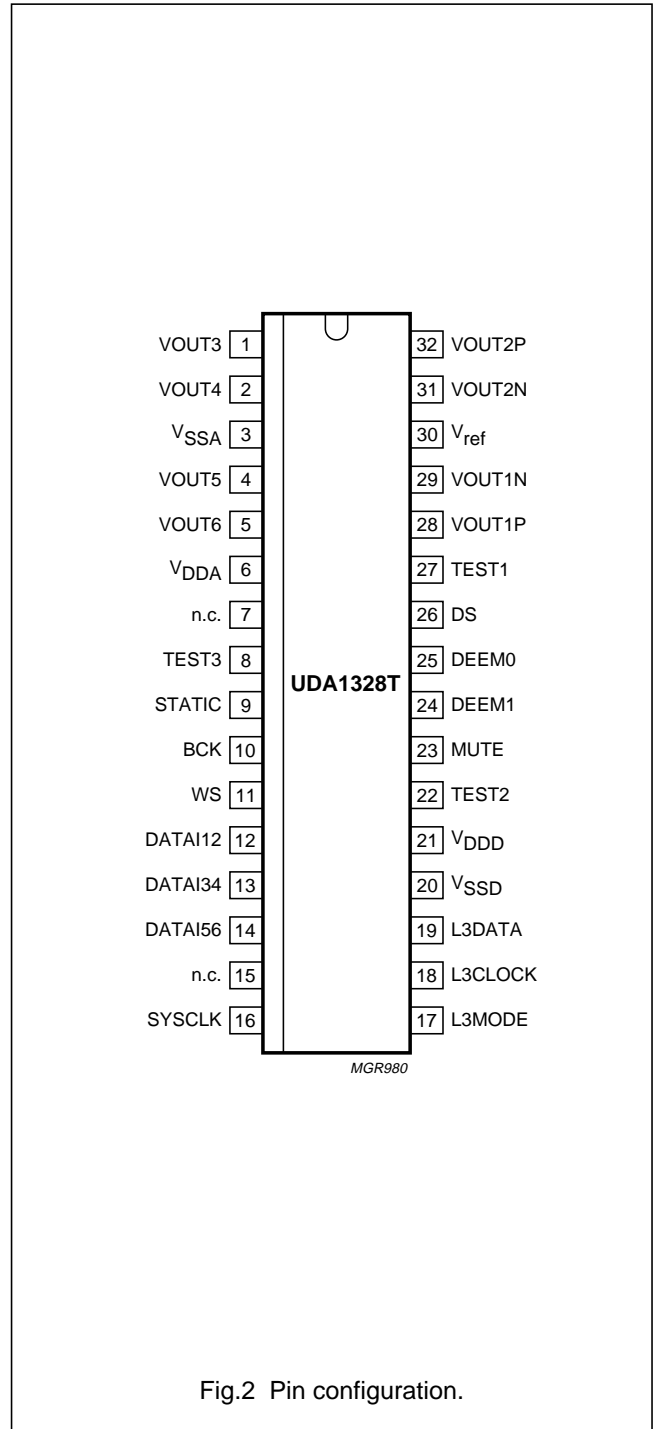 VOUT3 1
VOUT4 2
VSSA 3
VOUT5 4
VOUT6 5
VDDA 6
n.c. 7
TEST3 8
STATIC 9
BCK 10
WS 11
DATAI12 12
DATAI34 13
DATAI56 14
n.c. 15
SYSCLK 16
UDA1328T
32 VOUT2P
31 VOUT2N
30 Vref
29 VOUT1N
28 VOUT1P
27 TEST1
26 DS
25 DEEM0
24 DEEM1
23 MUTE
22 TEST2
21 VDDD
20 VSSD
19 L3DATA
18 L3CLOCK
17 L3MODE
MGR980
Fig.2 Pin configuration.